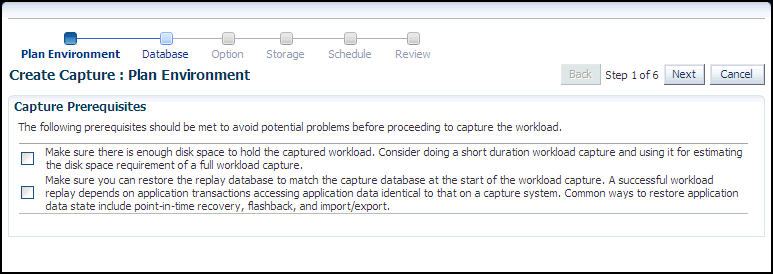 Plan Environment Database Option Storage Schedule Review
Create Capture : Plan Environment Back Step 1 of 6 Next Cancel
Capture Prerequisites
The following prerequisites should be met to avoid potential problems before proceeding to capture the workload.
Make sure there is enough disk space to hold the captured workload. Consider doing a short duration workload capture and using it for estimating
the disk space requirement of a full workload capture.
Make sure you can restore the replay database to match the capture database at the start of the workload capture. A successful workload
replay depends on application transactions accessing application data identical to that on a capture system. Common ways to restore application
data state include point-in-time recovery, flashback, and import/export.